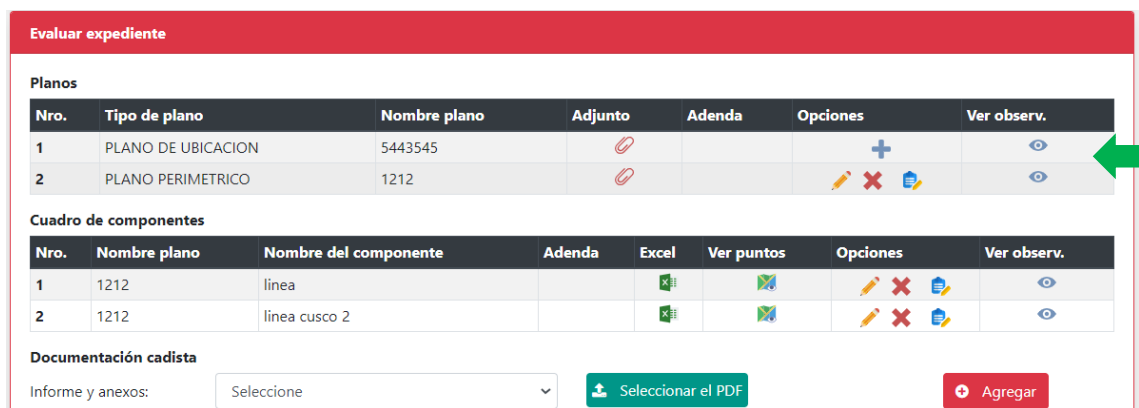 Evaluar expediente
Planos
Nro. Tipo de plano Nombre plano Adjunto Adenda Opciones Ver observ.
1 PLANO DE UBICACION 5443545
2 PLANO PERIMETRICO 1212
Cuadro de componentes
Nro. Nombre plano Nombre del componente Adenda Excel Ver puntos Opciones Ver observ.
1 1212 linea
2 1212 linea cusco 2
Documentación cadista
Informe y anexos: Seleccione Seleccionar el PDF Agregar